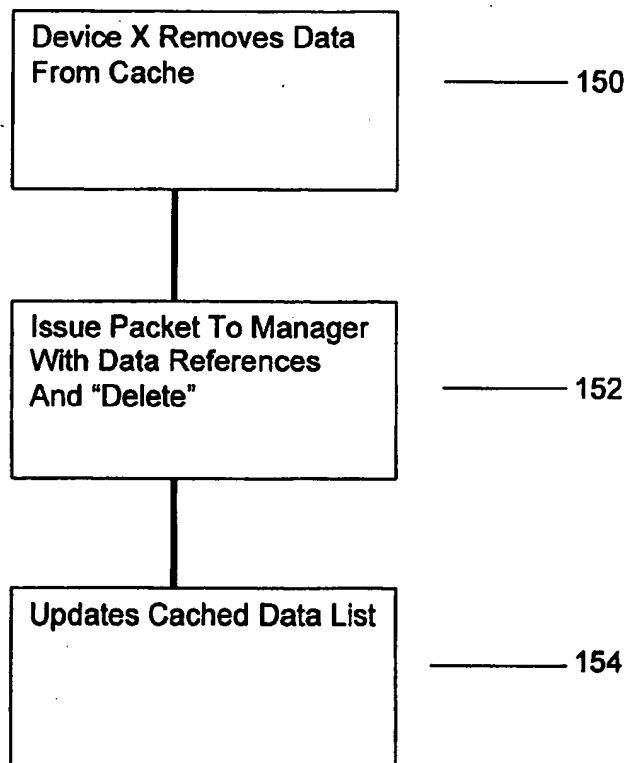 Device X Removes Data
From Cache
150
Issue Packet To Manager
With Data References
And “Delete”
152
Updates Cached Data List
154